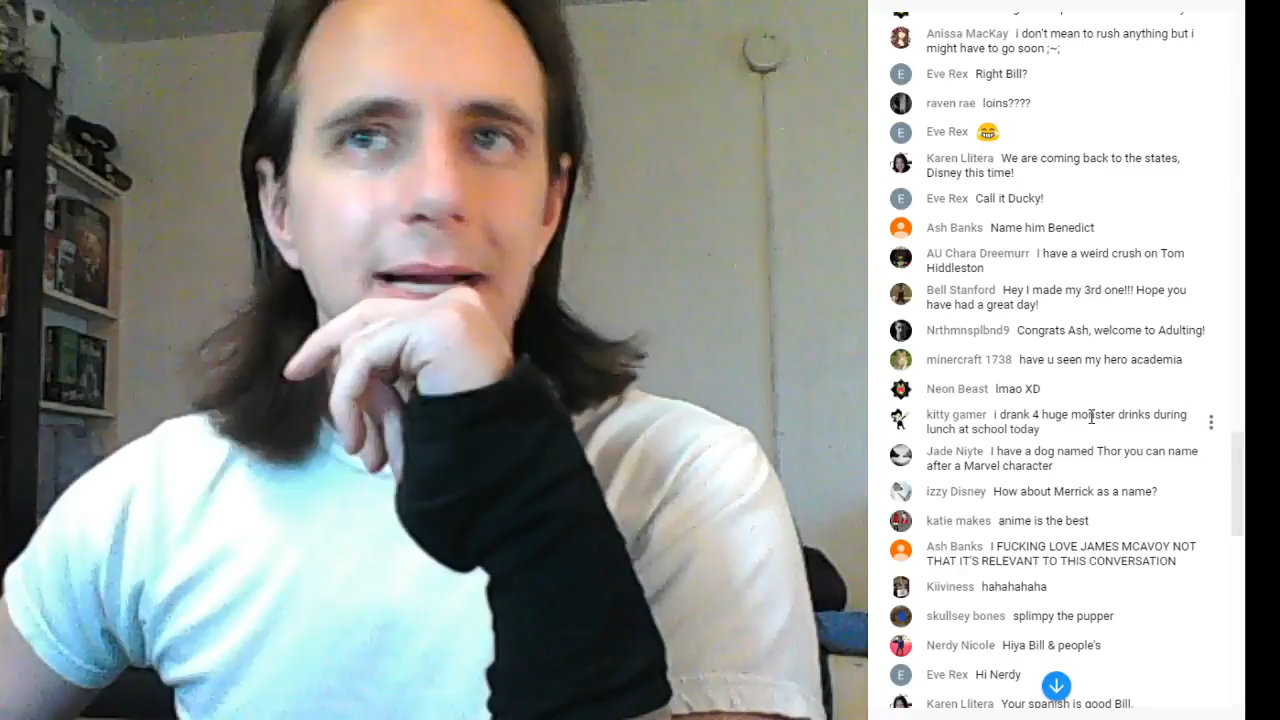 Anissa MacKay i don't mean to rush anything but i
might have to go soon ;~;
E Eve Rex Right Bill?
raven rae loins????
E Eve Rex 😂
Karen Llitera We are coming back to the states,
Disney this time!
E Eve Rex Call it Ducky!
Ash Banks Name him Benedict
AU Chara Dreemurr I have a weird crush on Tom
Hiddleston
Bell Stanford Hey I made my 3rd one!!! Hope you
have had a great day!
Nrthmnsplbnd9 Congrats Ash, welcome to Adulting!
minercraft 1738 have u seen my hero academia
Neon Beast lmao XD
kitty gamer i drank 4 huge monster drinks during
lunch at school today
Jade Niyte I have a dog named Thor you can name
after a Marvel character
izzy Disney How about Merrick as a name?
katie makes anime is the best
Ash Banks I FUCKING LOVE JAMES MCAVOY NOT
THAT IT'S RELEVANT TO THIS CONVERSATION
Kiiviness hahahahaha
skullsey bones splimpy the pupper
Nerdy Nicole Hiya Bill & people's
E Eve Rex Hi Nerdy
Karen Llitera Your spanish is good Bill.